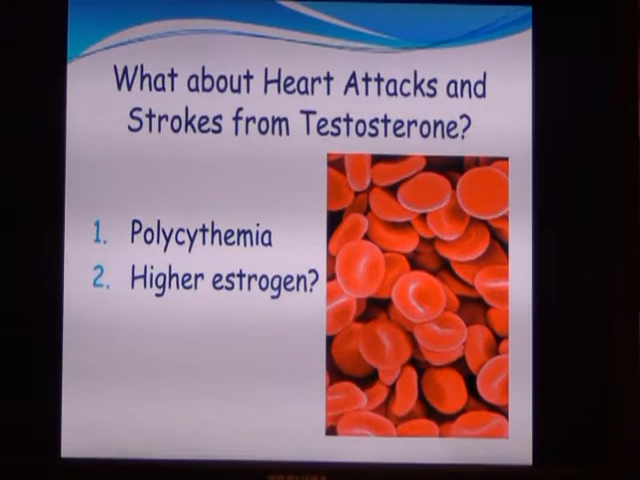 What about Heart Attacks and
Strokes from Testosterone?
1. Polycythemia
2. Higher estrogen?